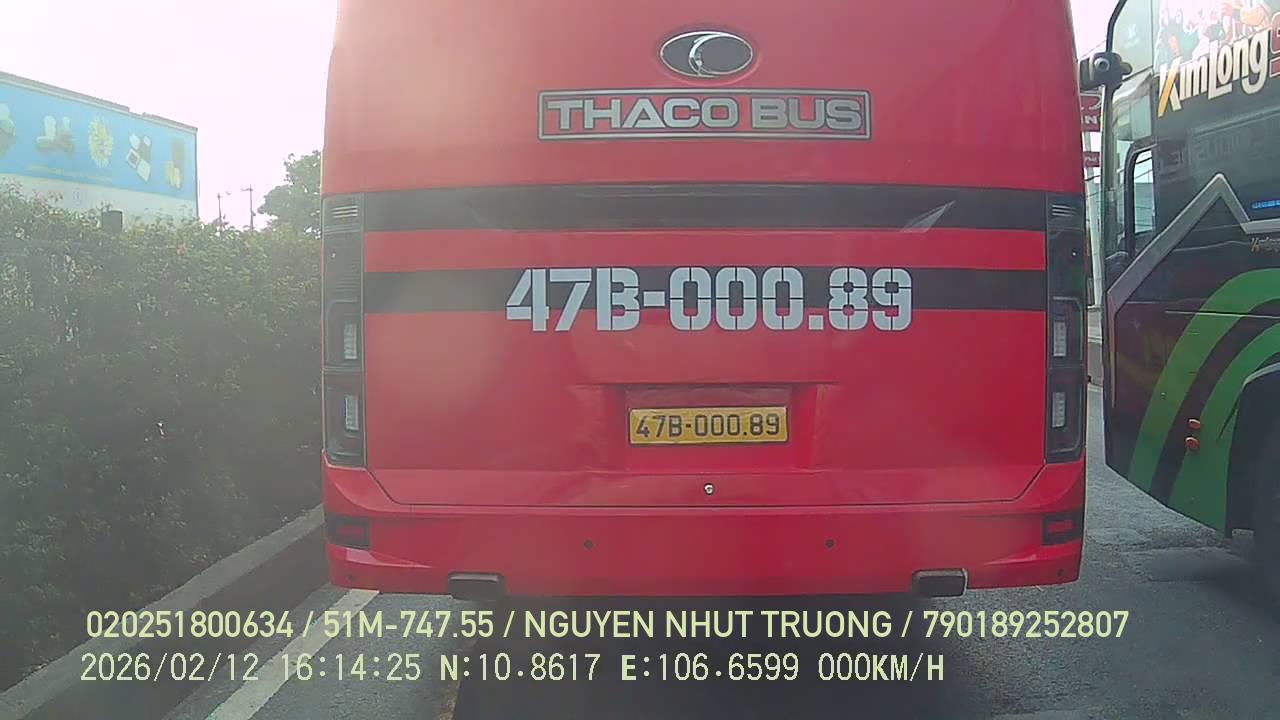 THACO BUS
KimLong
47B-000.89
47B-000.89
020251800634 / 51M-747.55 / NGUYEN NHUT TRUONG / 790189252807
2026/02/12 16:14:25 N:10.8617 E:106.6599 000KM/H